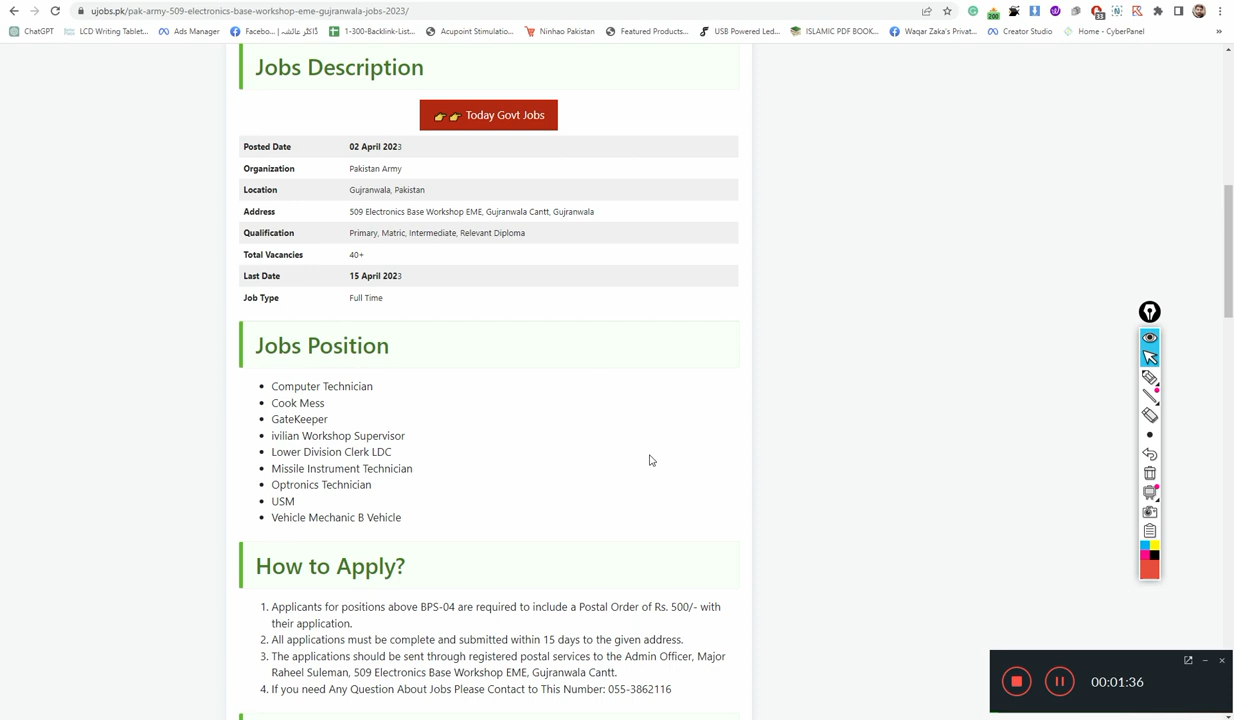 ujobs.pk/pak-army-509-electronics-base-workshop-eme-gujranwala-jobs-2023/
200
33
ChatGPT
LCD Writing Tablet...
Ads Manager
Facebo... | ڈاکٹر عائشہ
1-300-Backlink-List...
Acupoint Stimulatio...
Ninhao Pakistan
Featured Products...
USB Powered Led...
ISLAMIC PDF BOOK...
Waqar Zaka's Privat...
Creator Studio
Home - CyberPanel
»
Jobs Description
Today Govt Jobs
Posted Date 02 April 2023
Organization Pakistan Army
Location Gujranwala, Pakistan
Address 509 Electronics Base Workshop EME, Gujranwala Cantt, Gujranwala
Qualification Primary, Matric, Intermediate, Relevant Diploma
Total Vacancies 40+
Last Date 15 April 2023
Job Type Full Time
Jobs Position
• Computer Technician
• Cook Mess
• GateKeeper
• ivilian Workshop Supervisor
• Lower Division Clerk LDC
• Missile Instrument Technician
• Optronics Technician
• USM
• Vehicle Mechanic B Vehicle
How to Apply?
1. Applicants for positions above BPS-04 are required to include a Postal Order of Rs. 500/- with
their application.
2. All applications must be complete and submitted within 15 days to the given address.
3. The applications should be sent through registered postal services to the Admin Officer, Major
Raheel Suleman, 509 Electronics Base Workshop EME, Gujranwala Cantt.
4. If you need Any Question About Jobs Please Contact to This Number: 055-3862116
00:01:36